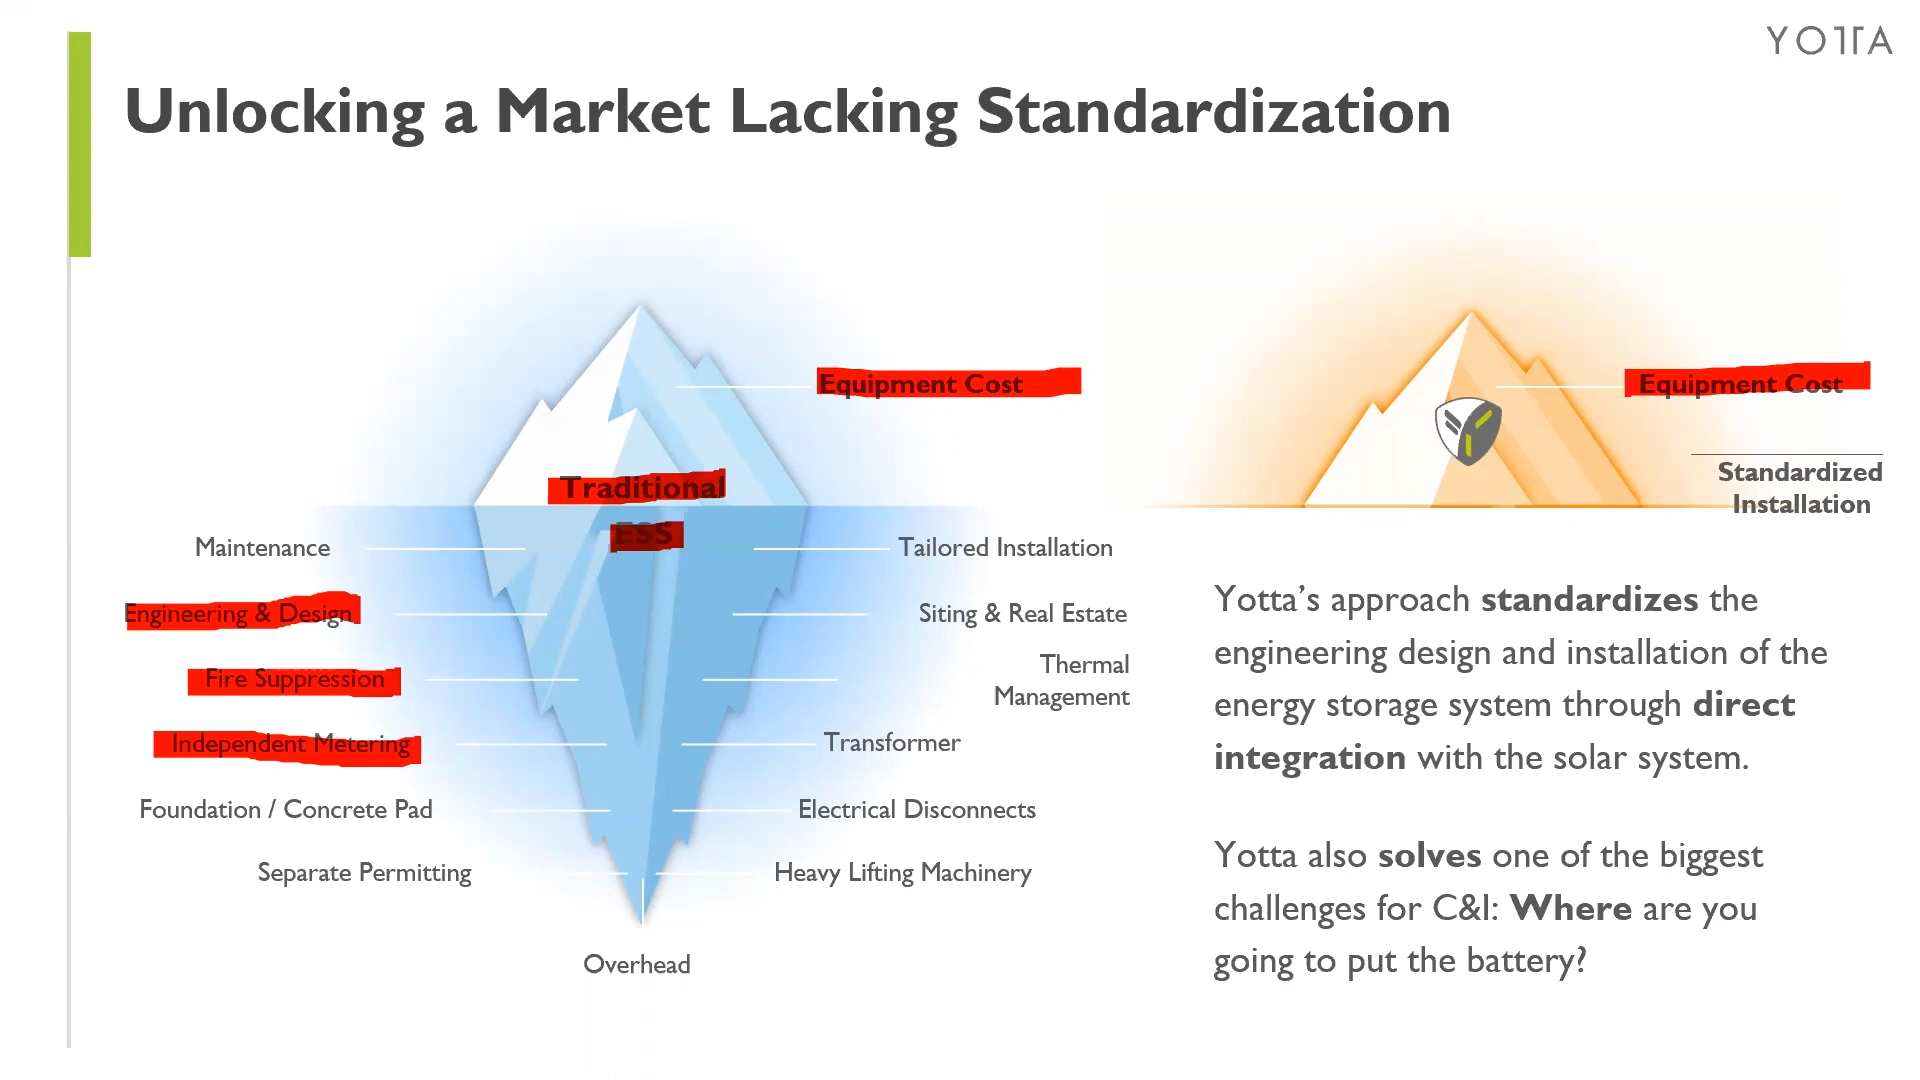 YOTTA
Unlocking a Market Lacking Standardization
Equipment Cost
Traditional
ESS
Maintenance
Tailored Installation
Engineering & Design
Siting & Real Estate
Fire Suppression
Thermal
Management
Independent Metering
Transformer
Foundation / Concrete Pad
Electrical Disconnects
Separate Permitting
Heavy Lifting Machinery
Overhead
Equipment Cost
Standardized
Installation
Yotta’s approach standardizes the
engineering design and installation of the
energy storage system through direct
integration with the solar system.
Yotta also solves one of the biggest
challenges for C&I: Where are you
going to put the battery?